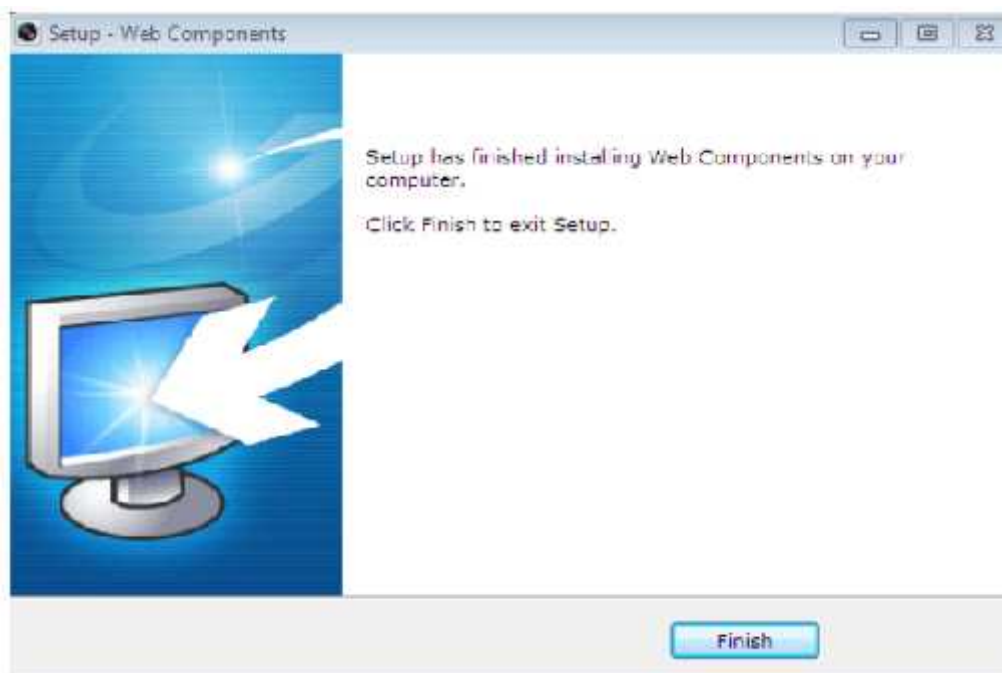 Setup - Web Components
Setup has finished installing Web Components on your
computer.
Click Finish to exit Setup.
Finish